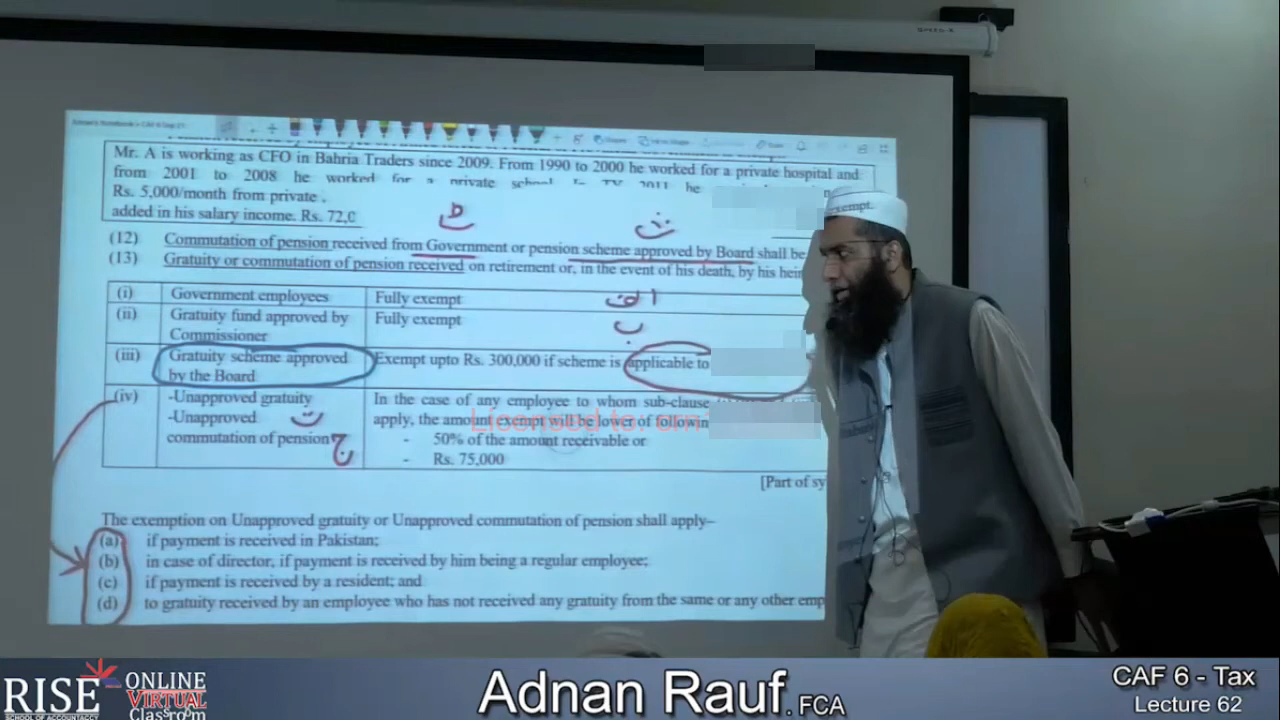 Mr. A is working as CFO in Bahria Traders since 2009. From 1990 to 2000 he worked for a private hospital and
from 2001 to 2008 he worked for a private school. In TY 2011 he
Rs. 5,000/month from private
added in his salary income. Rs. 72,0
exempt.
(12) Commutation of pension received from Government or pension scheme approved by Board shall be
(13) Gratuity or commutation of pension received on retirement or, in the event of his death, by his heir
(i) Government employees Fully exempt الف
(ii) Gratuity fund approved by Fully exempt ب
Commissioner
(iii) Gratuity scheme approved Exempt upto Rs. 300,000 if scheme is applicable to
by the Board
(iv) -Unapproved gratuity In the case of any employee to whom sub-clause
-Unapproved apply, the amount exempt will be lower of followin
commutation of pension ج - 50% of the amount receivable or
- Rs. 75,000
Licensed to:
[Part of sy
The exemption on Unapproved gratuity or Unapproved commutation of pension shall apply–
(a) if payment is received in Pakistan;
(b) in case of director, if payment is received by him being a regular employee;
(c) if payment is received by a resident; and
(d) to gratuity received by an employee who has not received any gratuity from the same or any other emp
RISE ONLINE VIRTUAL Classroom
SCHOOL OF ACCOUNTANCY
Adnan Rauf. FCA
CAF 6 - Tax
Lecture 62